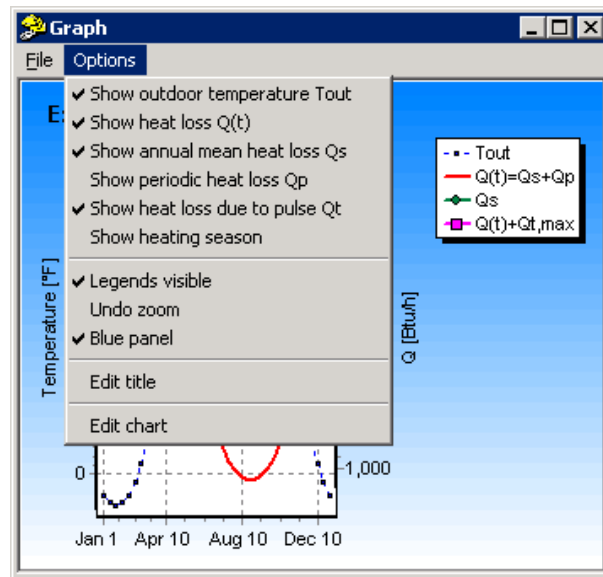 Graph
File Options
E
Show outdoor temperature Tout
Show heat loss Q(t)
Show annual mean heat loss Qs
Show periodic heat loss Qp
Show heat loss due to pulse Qt
Show heating season
Legends visible
Undo zoom
Blue panel
Edit title
Edit chart
Tout
Q(t)=Qs+Qp
Qs
Q(t)+Qt,max
Temperature [°F]
Q [Btu/h]
0
1,000
Jan 1 Apr 10 Aug 10 Dec 10